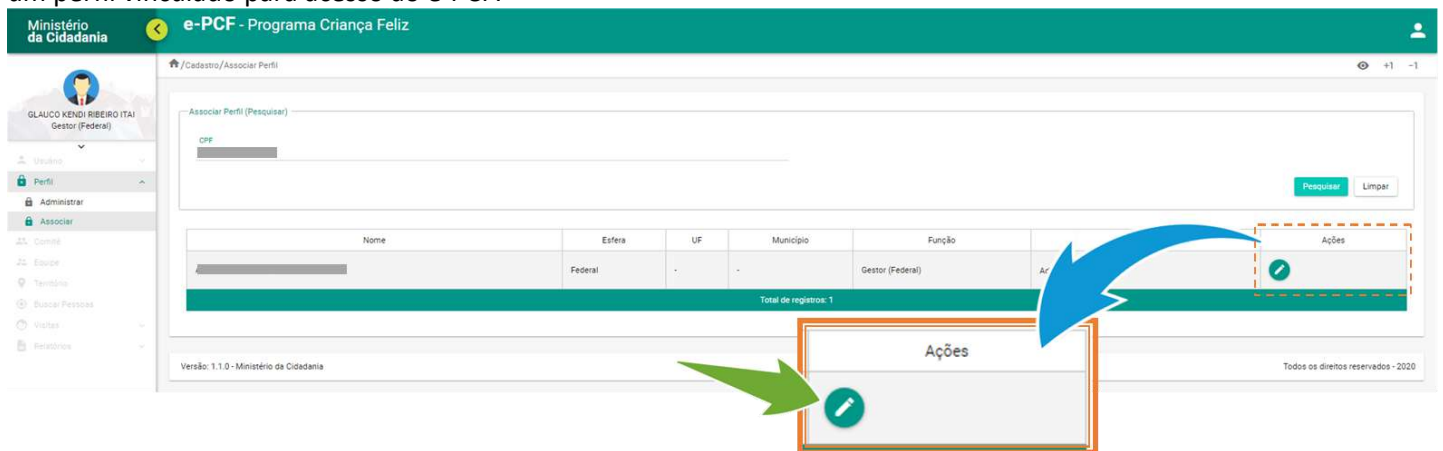 Ministério
da Cidadania
e-PCF - Programa Criança Feliz
/Cadastro/Associar Perfil
+1 -1
GLAUCO KENDI RIBEIRO ITAI
Gestor (Federal)
Usuário
Perfil
Administrar
Associar
Comitê
Equipe
Território
Buscar Pessoas
Visitas
Relatórios
Associar Perfil (Pesquisar)
CPF
Pesquisar Limpar
Nome Esfera UF Município Função Ações
Federal - - Gestor (Federal)
Total de registros: 1
Ações
Versão: 1.1.0 - Ministério da Cidadania
Todos os direitos reservados - 2020